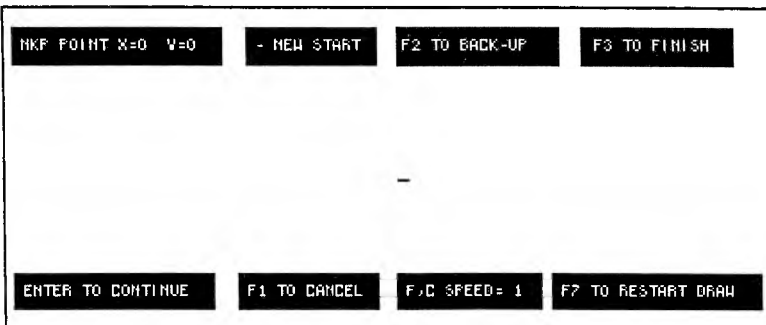 NKP POINT X=0 V=0 - NEW START F2 TO BACK-UP F3 TO FINISH
ENTER TO CONTINUE F1 TO CANCEL F,C SPEED= 1 F7 TO RESTART DRAW